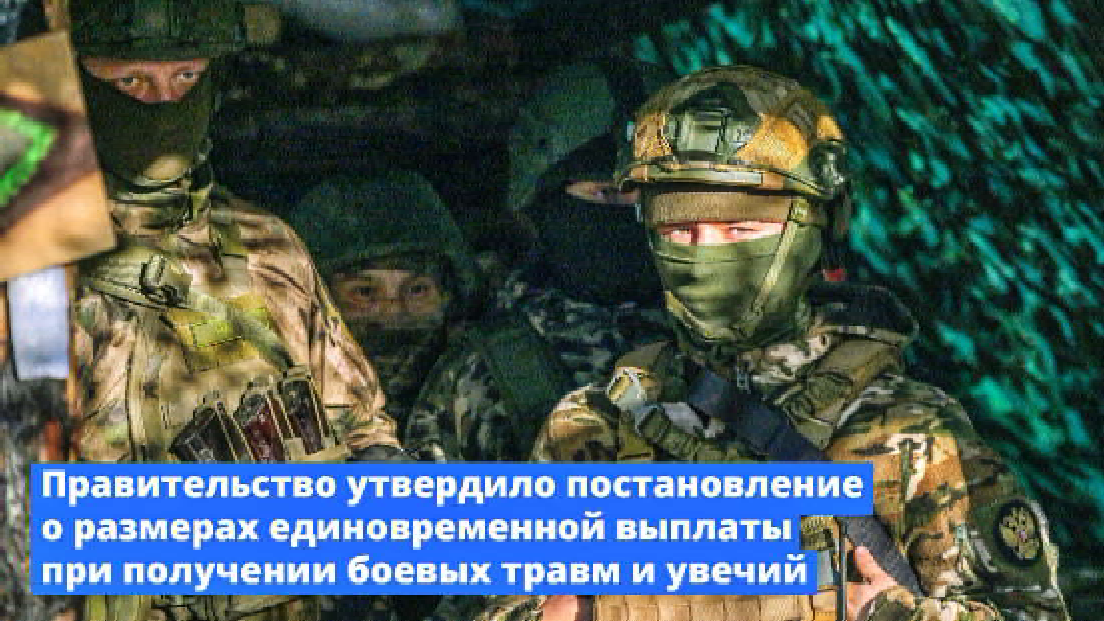 Правительство утвердило постановление
о размерах единовременной выплаты
при получении боевых травм и увечий